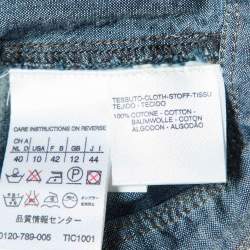 TESSUTO-CLOTH-STOFF-TISSU
TEJIDO - TECIDO
100% COTONE - COTTON -
BAUMWOLLE - COTON
ALGODON - ALGODÃO
CARE INSTRUCTIONS ON REVERSE
CH A
NL D USA F GB I
40 10 42 12 44
品質情報センター
0120-789-005 TIC1001